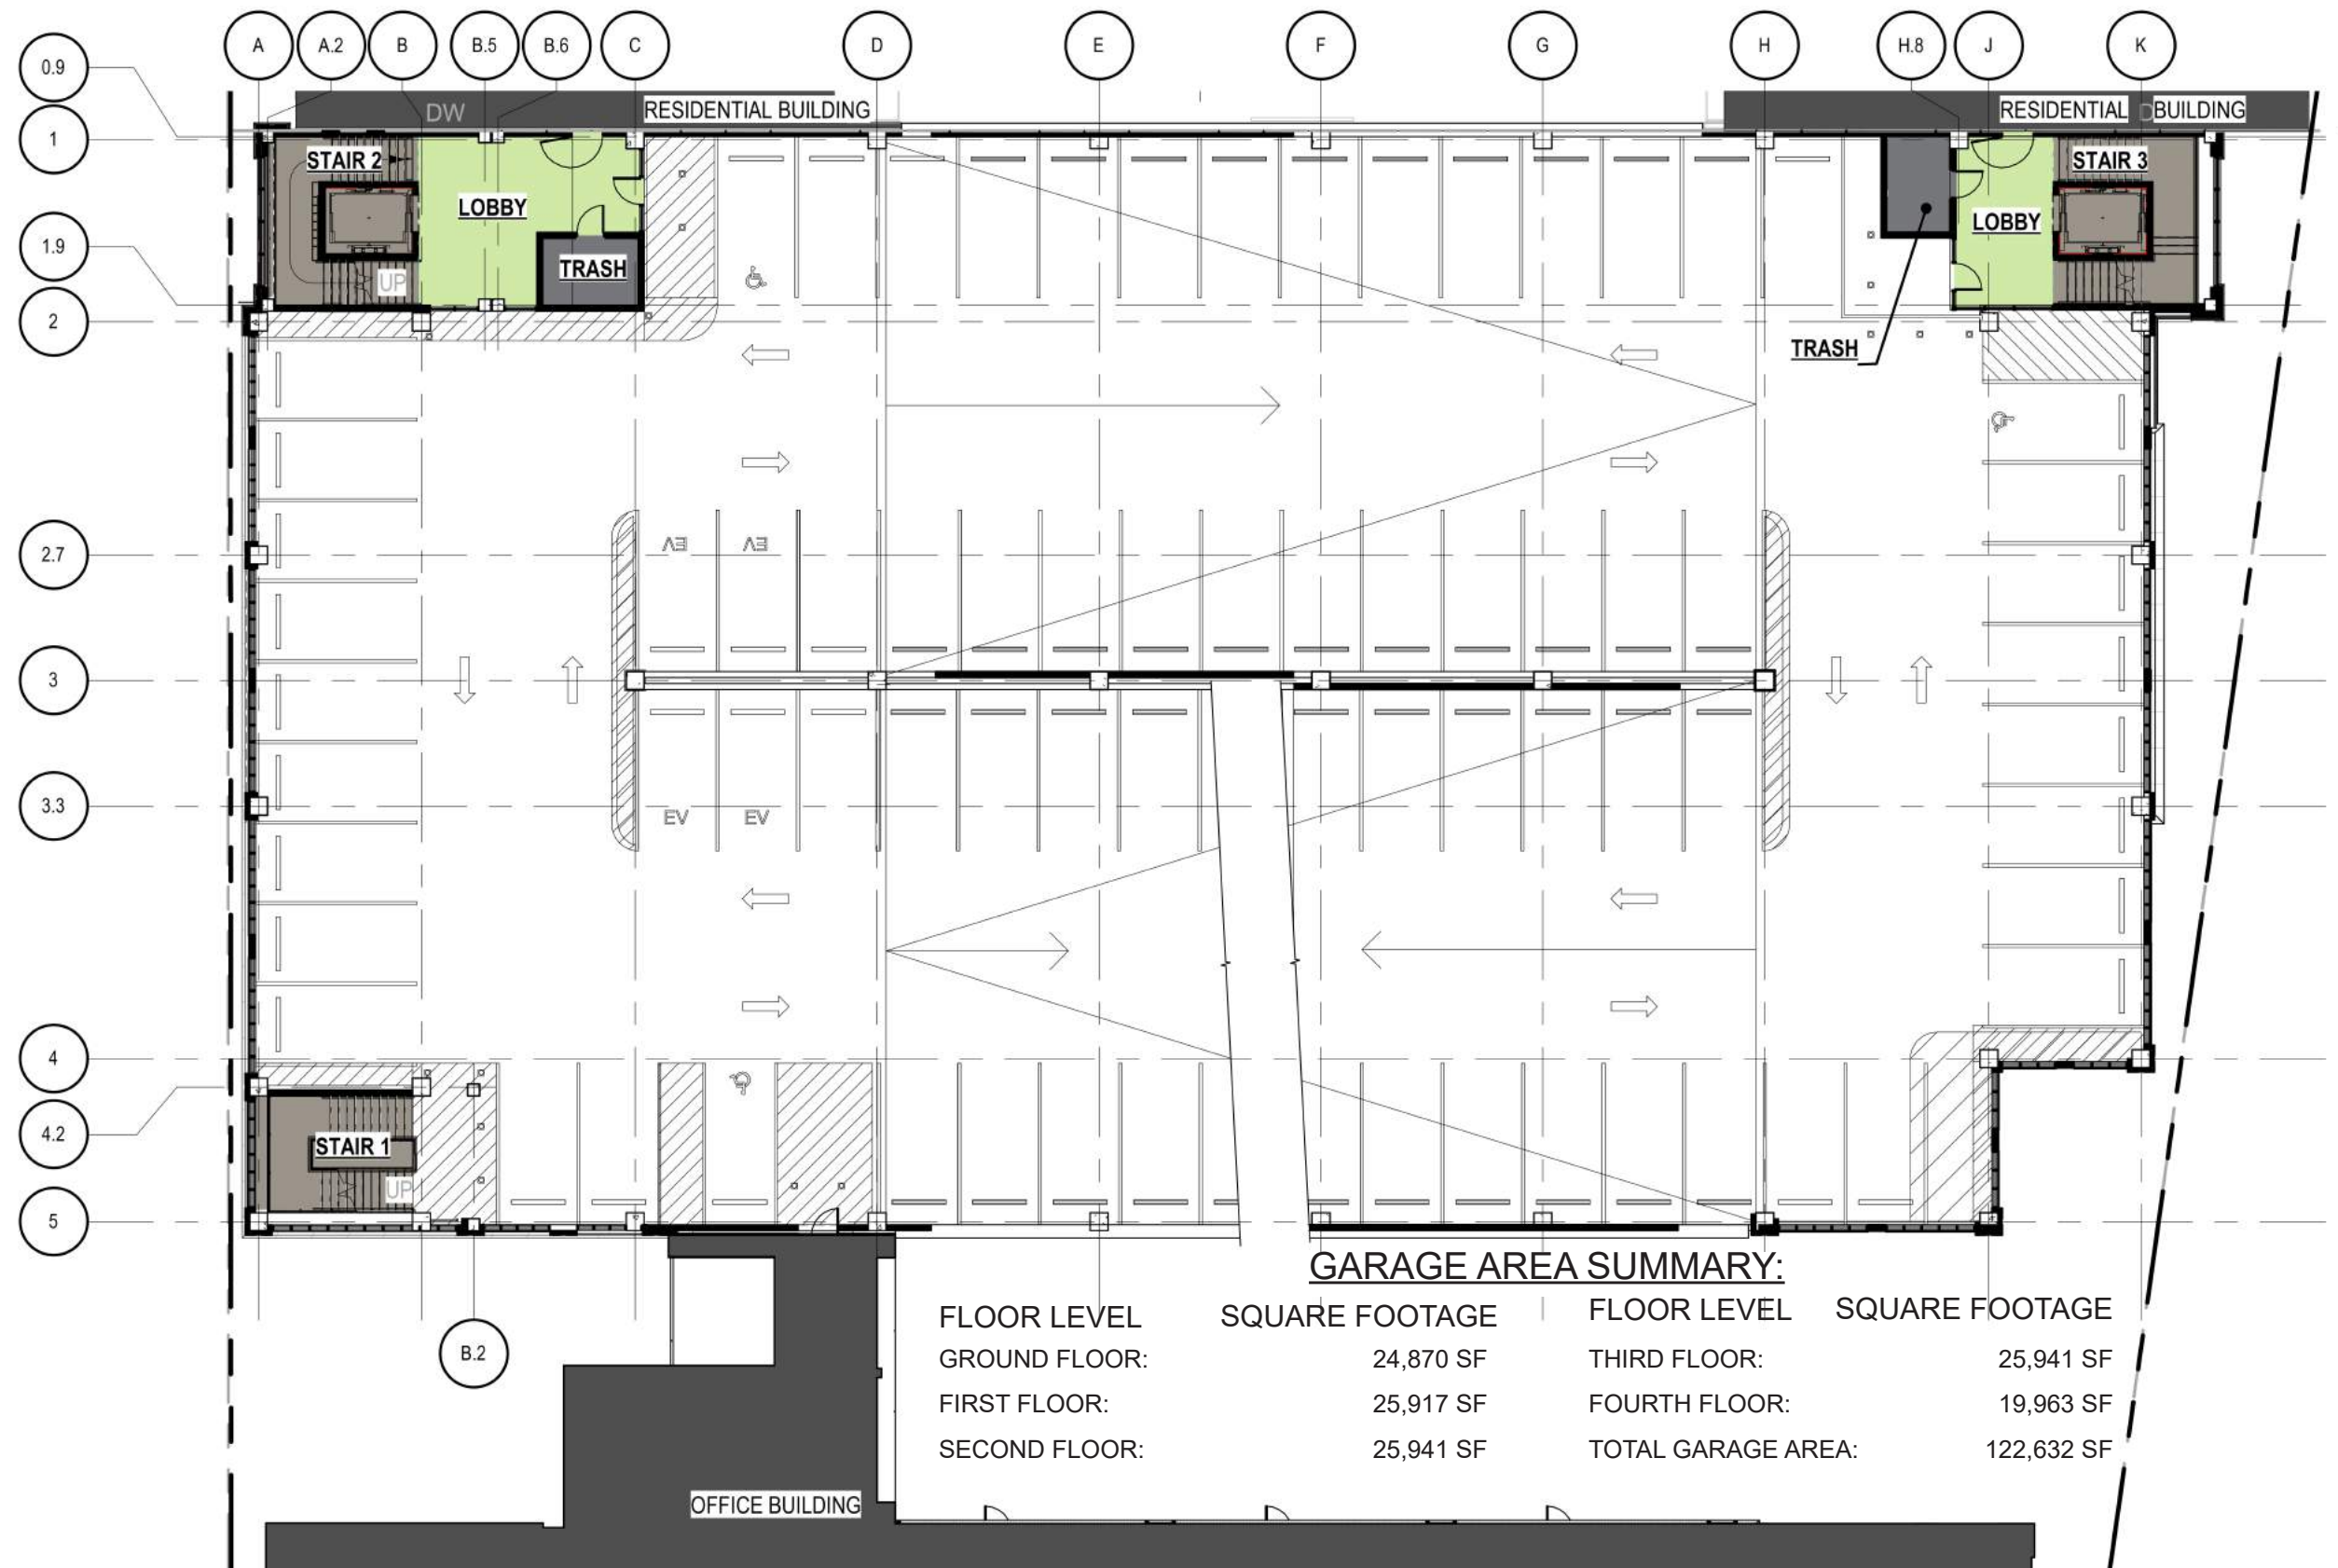 A A.2 B B.5 B.6 C D E F G H H.8 J K
0.9
1
1.9
2
2.7
3
3.3
4
4.2
5
DW
RESIDENTIAL BUILDING
RESIDENTIAL BUILDING
STAIR 2
LOBBY
TRASH
UP
STAIR 3
LOBBY
TRASH
EV EV
EV EV
STAIR 1
UP
B.2
GARAGE AREA SUMMARY:
FLOOR LEVEL SQUARE FOOTAGE FLOOR LEVEL SQUARE FOOTAGE
GROUND FLOOR: 24,870 SF THIRD FLOOR: 25,941 SF
FIRST FLOOR: 25,917 SF FOURTH FLOOR: 19,963 SF
SECOND FLOOR: 25,941 SF TOTAL GARAGE AREA: 122,632 SF
OFFICE BUILDING